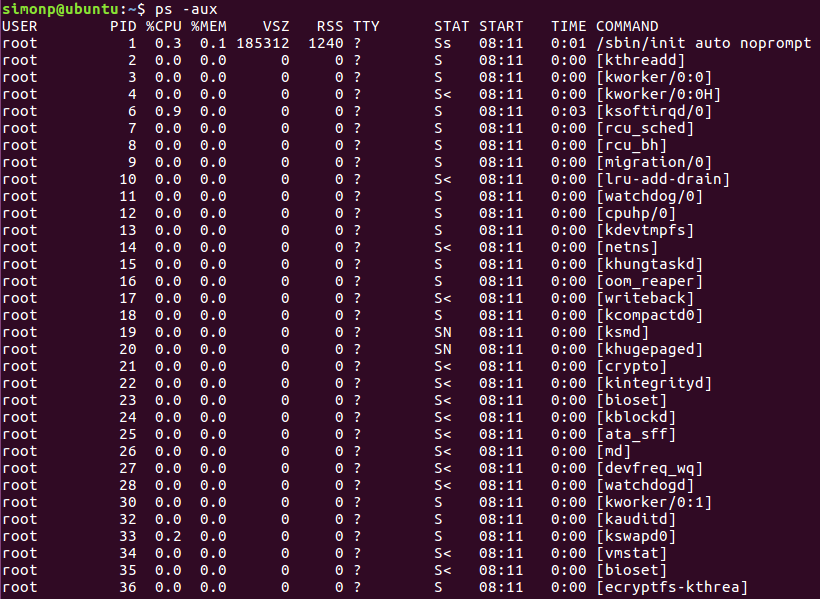 simonp@ubuntu:~$ ps -aux
USER        PID %CPU %MEM    VSZ   RSS TTY      STAT START   TIME COMMAND
root          1  0.3  0.1 185312  1240 ?        Ss   08:11   0:01 /sbin/init auto noprompt
root          2  0.0  0.0      0     0 ?        S    08:11   0:00 [kthreadd]
root          3  0.0  0.0      0     0 ?        S    08:11   0:00 [kworker/0:0]
root          4  0.0  0.0      0     0 ?        S<   08:11   0:00 [kworker/0:0H]
root          6  0.9  0.0      0     0 ?        S    08:11   0:03 [ksoftirqd/0]
root          7  0.0  0.0      0     0 ?        S    08:11   0:00 [rcu_sched]
root          8  0.0  0.0      0     0 ?        S    08:11   0:00 [rcu_bh]
root          9  0.0  0.0      0     0 ?        S    08:11   0:00 [migration/0]
root         10  0.0  0.0      0     0 ?        S<   08:11   0:00 [lru-add-drain]
root         11  0.0  0.0      0     0 ?        S    08:11   0:00 [watchdog/0]
root         12  0.0  0.0      0     0 ?        S    08:11   0:00 [cpuhp/0]
root         13  0.0  0.0      0     0 ?        S    08:11   0:00 [kdevtmpfs]
root         14  0.0  0.0      0     0 ?        S<   08:11   0:00 [netns]
root         15  0.0  0.0      0     0 ?        S    08:11   0:00 [khungtaskd]
root         16  0.0  0.0      0     0 ?        S    08:11   0:00 [oom_reaper]
root         17  0.0  0.0      0     0 ?        S<   08:11   0:00 [writeback]
root         18  0.0  0.0      0     0 ?        S    08:11   0:00 [kcompactd0]
root         19  0.0  0.0      0     0 ?        SN   08:11   0:00 [ksmd]
root         20  0.0  0.0      0     0 ?        SN   08:11   0:00 [khugepaged]
root         21  0.0  0.0      0     0 ?        S<   08:11   0:00 [crypto]
root         22  0.0  0.0      0     0 ?        S<   08:11   0:00 [kintegrityd]
root         23  0.0  0.0      0     0 ?        S<   08:11   0:00 [bioset]
root         24  0.0  0.0      0     0 ?        S<   08:11   0:00 [kblockd]
root         25  0.0  0.0      0     0 ?        S<   08:11   0:00 [ata_sff]
root         26  0.0  0.0      0     0 ?        S<   08:11   0:00 [md]
root         27  0.0  0.0      0     0 ?        S<   08:11   0:00 [devfreq_wq]
root         28  0.0  0.0      0     0 ?        S<   08:11   0:00 [watchdogd]
root         30  0.0  0.0      0     0 ?        S    08:11   0:00 [kworker/0:1]
root         32  0.0  0.0      0     0 ?        S    08:11   0:00 [kauditd]
root         33  0.2  0.0      0     0 ?        S    08:11   0:00 [kswapd0]
root         34  0.0  0.0      0     0 ?        S<   08:11   0:00 [vmstat]
root         35  0.0  0.0      0     0 ?        S<   08:11   0:00 [bioset]
root         36  0.0  0.0      0     0 ?        S    08:11   0:00 [ecryptfs-kthrea]